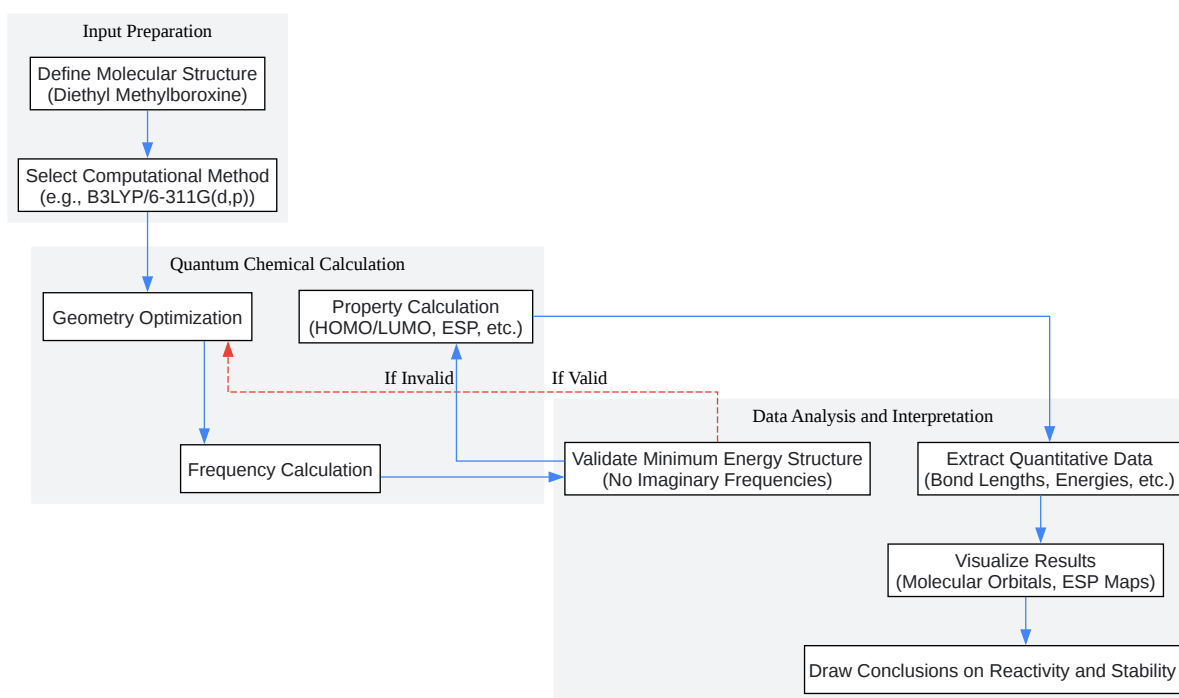 Input Preparation
Define Molecular Structure
(Diethyl Methylboroxine)
Select Computational Method
(e.g., B3LYP/6-311G(d,p))
Quantum Chemical Calculation
Geometry Optimization
Property Calculation
(HOMO/LUMO, ESP, etc.)
If Invalid
If Valid
Frequency Calculation
Data Analysis and Interpretation
Validate Minimum Energy Structure
(No Imaginary Frequencies)
Extract Quantitative Data
(Bond Lengths, Energies, etc.)
Visualize Results
(Molecular Orbitals, ESP Maps)
Draw Conclusions on Reactivity and Stability